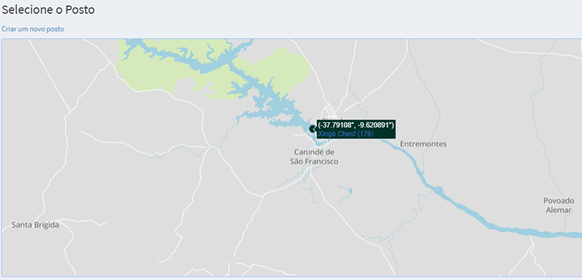 Selecione o Posto
Criar um novo posto
(-37.79108°, -9.620891°)
Xingó Chesf (179)
Canindé de
São Francisco
Entremontes
Povoado
Alemar
Santa Brígida